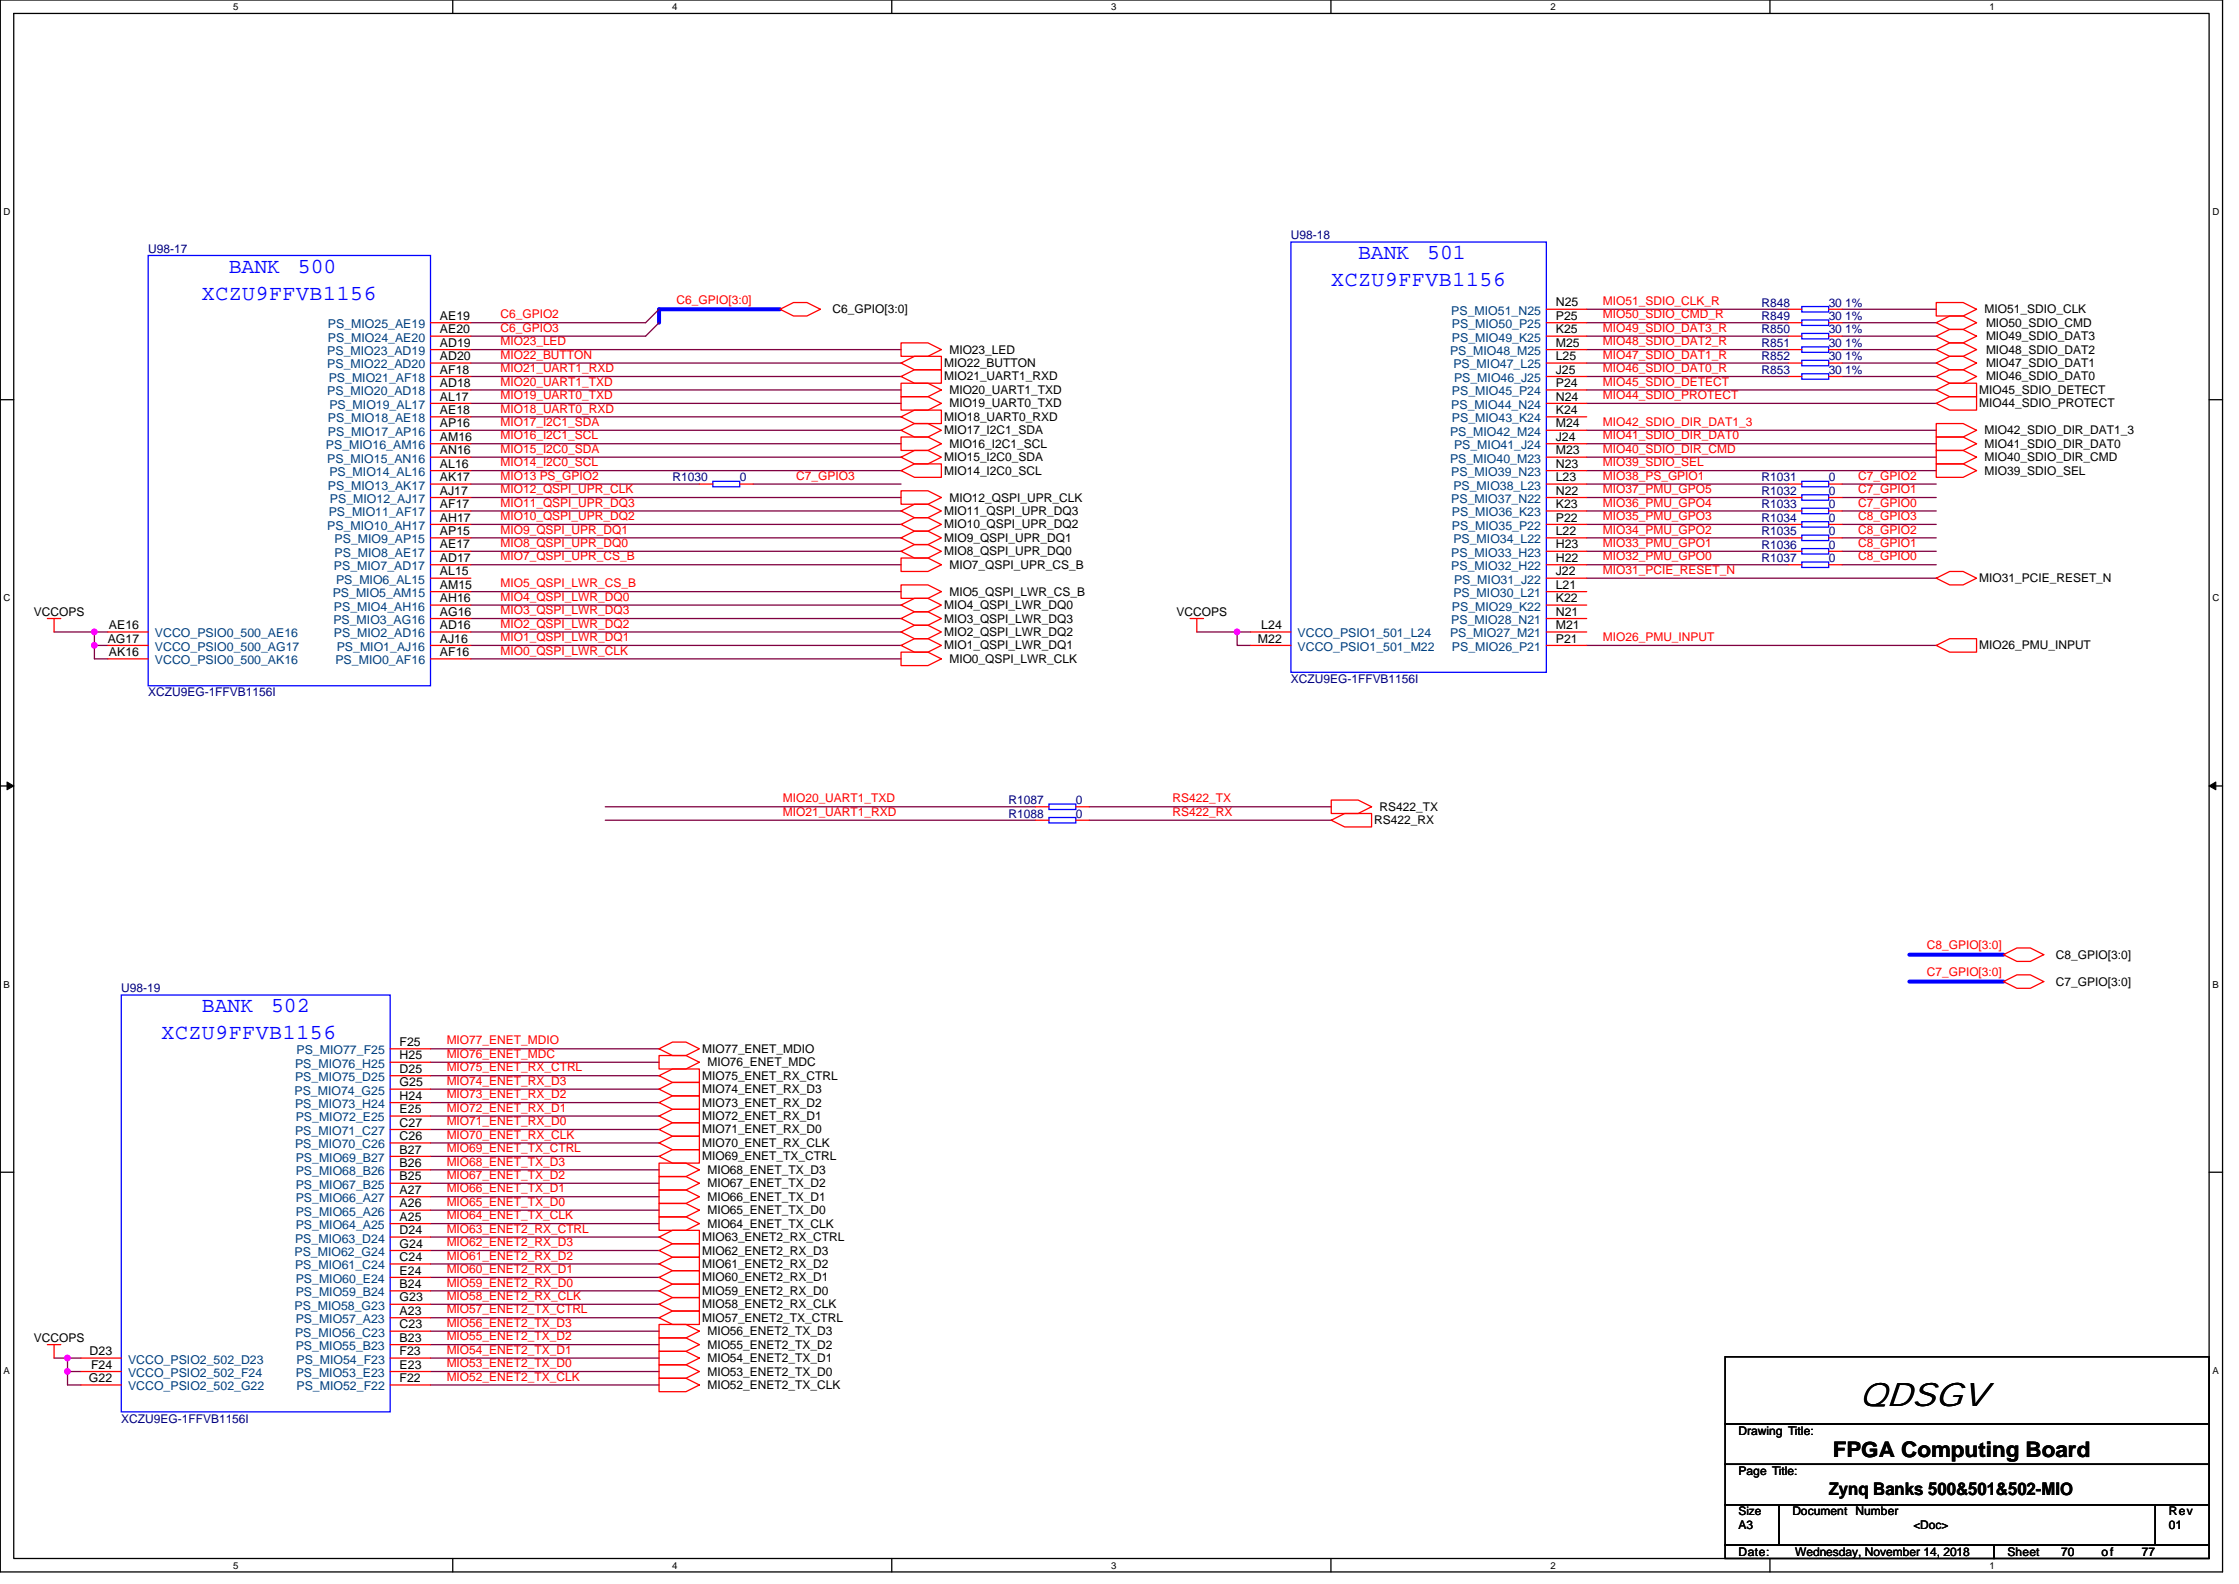 5 4 3 2 1
D D
C C
B B
A A
U98-17
BANK 500
XCZU9FFVB1156
PS_MIO25_AE19 AE19 C6_GPIO2
PS_MIO24_AE20 AE20 C6_GPIO3
C6_GPIO[3:0] C6_GPIO[3:0]
PS_MIO23_AD19 AD19 MIO23_LED MIO23_LED
PS_MIO22_AD20 AD20 MIO22_BUTTON MIO22_BUTTON
PS_MIO21_AF18 AF18 MIO21_UART1_RXD MIO21_UART1_RXD
PS_MIO20_AD18 AD18 MIO20_UART1_TXD MIO20_UART1_TXD
PS_MIO19_AL17 AL17 MIO19_UART0_TXD MIO19_UART0_TXD
PS_MIO18_AE18 AE18 MIO18_UART0_RXD MIO18_UART0_RXD
PS_MIO17_AP16 AP16 MIO17_I2C1_SDA MIO17_I2C1_SDA
PS_MIO16_AM16 AM16 MIO16_I2C1_SCL MIO16_I2C1_SCL
PS_MIO15_AN16 AN16 MIO15_I2C0_SDA MIO15_I2C0_SDA
PS_MIO14_AL16 AL16 MIO14_I2C0_SCL MIO14_I2C0_SCL
PS_MIO13_AK17 AK17 MIO13 PS_GPIO2 R1030 0 C7_GPIO3
PS_MIO12_AJ17 AJ17 MIO12_QSPI_UPR_CLK MIO12_QSPI_UPR_CLK
PS_MIO11_AF17 AF17 MIO11_QSPI_UPR_DQ3 MIO11_QSPI_UPR_DQ3
PS_MIO10_AH17 AH17 MIO10_QSPI_UPR_DQ2 MIO10_QSPI_UPR_DQ2
PS_MIO9_AP15 AP15 MIO9_QSPI_UPR_DQ1 MIO9_QSPI_UPR_DQ1
PS_MIO8_AE17 AE17 MIO8_QSPI_UPR_DQ0 MIO8_QSPI_UPR_DQ0
PS_MIO7_AD17 AD17 MIO7_QSPI_UPR_CS_B MIO7_QSPI_UPR_CS_B
PS_MIO6_AL15 AL15
PS_MIO5_AM15 AM15 MIO5_QSPI_LWR_CS_B MIO5_QSPI_LWR_CS_B
PS_MIO4_AH16 AH16 MIO4_QSPI_LWR_DQ0 MIO4_QSPI_LWR_DQ0
PS_MIO3_AG16 AG16 MIO3_QSPI_LWR_DQ3 MIO3_QSPI_LWR_DQ3
VCCOPS
AE16 VCCO_PSIO0_500_AE16 PS_MIO2_AD16 AD16 MIO2_QSPI_LWR_DQ2 MIO2_QSPI_LWR_DQ2
AG17 VCCO_PSIO0_500_AG17 PS_MIO1_AJ16 AJ16 MIO1_QSPI_LWR_DQ1 MIO1_QSPI_LWR_DQ1
AK16 VCCO_PSIO0_500_AK16 PS_MIO0_AF16 AF16 MIO0_QSPI_LWR_CLK MIO0_QSPI_LWR_CLK
XCZU9EG-1FFVB1156I
U98-18
BANK 501
XCZU9FFVB1156
PS_MIO51_N25 N25 MIO51_SDIO_CLK_R R848 30 1% MIO51_SDIO_CLK
PS_MIO50_P25 P25 MIO50_SDIO_CMD_R R849 30 1% MIO50_SDIO_CMD
PS_MIO49_K25 K25 MIO49_SDIO_DAT3_R R850 30 1% MIO49_SDIO_DAT3
PS_MIO48_M25 M25 MIO48_SDIO_DAT2_R R851 30 1% MIO48_SDIO_DAT2
PS_MIO47_L25 L25 MIO47_SDIO_DAT1_R R852 30 1% MIO47_SDIO_DAT1
PS_MIO46_J25 J25 MIO46_SDIO_DAT0_R R853 30 1% MIO46_SDIO_DAT0
PS_MIO45_P24 P24 MIO45_SDIO_DETECT MIO45_SDIO_DETECT
PS_MIO44_N24 N24 MIO44_SDIO_PROTECT MIO44_SDIO_PROTECT
PS_MIO43_K24 K24
PS_MIO42_M24 M24 MIO42_SDIO_DIR_DAT1_3 MIO42_SDIO_DIR_DAT1_3
PS_MIO41_J24 J24 MIO41_SDIO_DIR_DAT0 MIO41_SDIO_DIR_DAT0
PS_MIO40_M23 M23 MIO40_SDIO_DIR_CMD MIO40_SDIO_DIR_CMD
PS_MIO39_N23 N23 MIO39_SDIO_SEL MIO39_SDIO_SEL
PS_MIO38_L23 L23 MIO38_PS_GPIO1 R1031 0 C7_GPIO2
PS_MIO37_N22 N22 MIO37_PMU_GPO5 R1032 0 C7_GPIO1
PS_MIO36_K23 K23 MIO36_PMU_GPO4 R1033 0 C7_GPIO0
PS_MIO35_P22 P22 MIO35_PMU_GPO3 R1034 0 C8_GPIO3
PS_MIO34_L22 L22 MIO34_PMU_GPO2 R1035 0 C8_GPIO2
PS_MIO33_H23 H23 MIO33_PMU_GPO1 R1036 0 C8_GPIO1
PS_MIO32_H22 H22 MIO32_PMU_GPO0 R1037 0 C8_GPIO0
PS_MIO31_J22 J22 MIO31_PCIE_RESET_N MIO31_PCIE_RESET_N
PS_MIO30_L21 L21
PS_MIO29_K22 K22
PS_MIO28_N21 N21
VCCOPS
L24 VCCO_PSIO1_501_L24 PS_MIO27_M21 M21
M22 VCCO_PSIO1_501_M22 PS_MIO26_P21 P21 MIO26_PMU_INPUT MIO26_PMU_INPUT
XCZU9EG-1FFVB1156I
MIO20_UART1_TXD R1087 0 RS422_TX RS422_TX
MIO21_UART1_RXD R1088 0 RS422_RX RS422_RX
C8_GPIO[3:0] C8_GPIO[3:0]
C7_GPIO[3:0] C7_GPIO[3:0]
U98-19
BANK 502
XCZU9FFVB1156
PS_MIO77_F25 F25 MIO77_ENET_MDIO MIO77_ENET_MDIO
PS_MIO76_H25 H25 MIO76_ENET_MDC MIO76_ENET_MDC
PS_MIO75_D25 D25 MIO75_ENET_RX_CTRL MIO75_ENET_RX_CTRL
PS_MIO74_G25 G25 MIO74_ENET_RX_D3 MIO74_ENET_RX_D3
PS_MIO73_H24 H24 MIO73_ENET_RX_D2 MIO73_ENET_RX_D2
PS_MIO72_E25 E25 MIO72_ENET_RX_D1 MIO72_ENET_RX_D1
PS_MIO71_C27 C27 MIO71_ENET_RX_D0 MIO71_ENET_RX_D0
PS_MIO70_C26 C26 MIO70_ENET_RX_CLK MIO70_ENET_RX_CLK
PS_MIO69_B27 B27 MIO69_ENET_TX_CTRL MIO69_ENET_TX_CTRL
PS_MIO68_B26 B26 MIO68_ENET_TX_D3 MIO68_ENET_TX_D3
PS_MIO67_B25 B25 MIO67_ENET_TX_D2 MIO67_ENET_TX_D2
PS_MIO66_A27 A27 MIO66_ENET_TX_D1 MIO66_ENET_TX_D1
PS_MIO65_A26 A26 MIO65_ENET_TX_D0 MIO65_ENET_TX_D0
PS_MIO64_A25 A25 MIO64_ENET_TX_CLK MIO64_ENET_TX_CLK
PS_MIO63_D24 D24 MIO63_ENET2_RX_CTRL MIO63_ENET2_RX_CTRL
PS_MIO62_G24 G24 MIO62_ENET2_RX_D3 MIO62_ENET2_RX_D3
PS_MIO61_C24 C24 MIO61_ENET2_RX_D2 MIO61_ENET2_RX_D2
PS_MIO60_E24 E24 MIO60_ENET2_RX_D1 MIO60_ENET2_RX_D1
PS_MIO59_B24 B24 MIO59_ENET2_RX_D0 MIO59_ENET2_RX_D0
PS_MIO58_G23 G23 MIO58_ENET2_RX_CLK MIO58_ENET2_RX_CLK
PS_MIO57_A23 A23 MIO57_ENET2_TX_CTRL MIO57_ENET2_TX_CTRL
PS_MIO56_C23 C23 MIO56_ENET2_TX_D3 MIO56_ENET2_TX_D3
PS_MIO55_B23 B23 MIO55_ENET2_TX_D2 MIO55_ENET2_TX_D2
VCCOPS
D23 VCCO_PSIO2_502_D23 PS_MIO54_F23 F23 MIO54_ENET2_TX_D1 MIO54_ENET2_TX_D1
F24 VCCO_PSIO2_502_F24 PS_MIO53_E23 E23 MIO53_ENET2_TX_D0 MIO53_ENET2_TX_D0
G22 VCCO_PSIO2_502_G22 PS_MIO52_F22 F22 MIO52_ENET2_TX_CLK MIO52_ENET2_TX_CLK
XCZU9EG-1FFVB1156I
QDSGV
Drawing Title:
FPGA Computing Board
Page Title:
Zynq Banks 500&501&502-MIO
Size Document Number Rev
A3 <Doc> 01
Date: Wednesday, November 14, 2018 Sheet 70 of 77
5 4 3 2 1